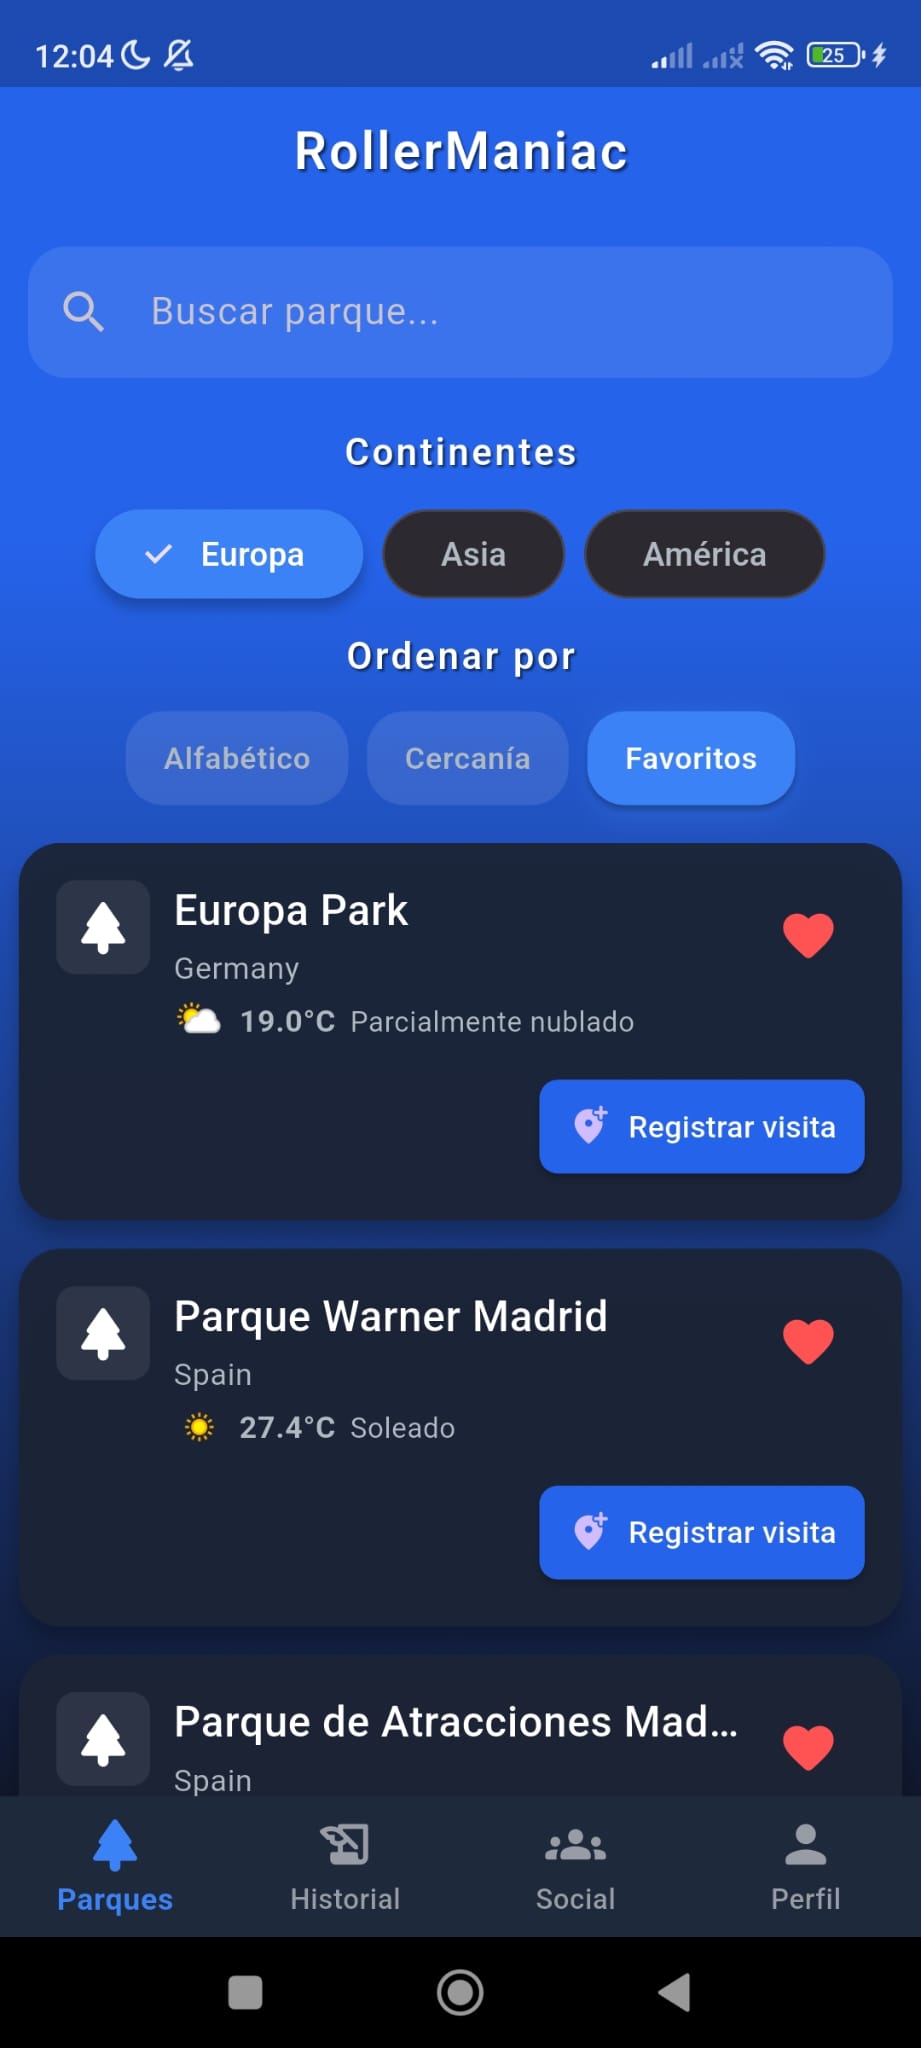 12:04
25
RollerManiac
Buscar parque...
Continentes
Europa Asia América
Ordenar por
Alfabético Cercanía Favoritos
Europa Park
Germany
19.0°C Parcialmente nublado
Registrar visita
Parque Warner Madrid
Spain
27.4°C Soleado
Registrar visita
Parque de Atracciones Mad...
Spain
Parques Historial Social Perfil